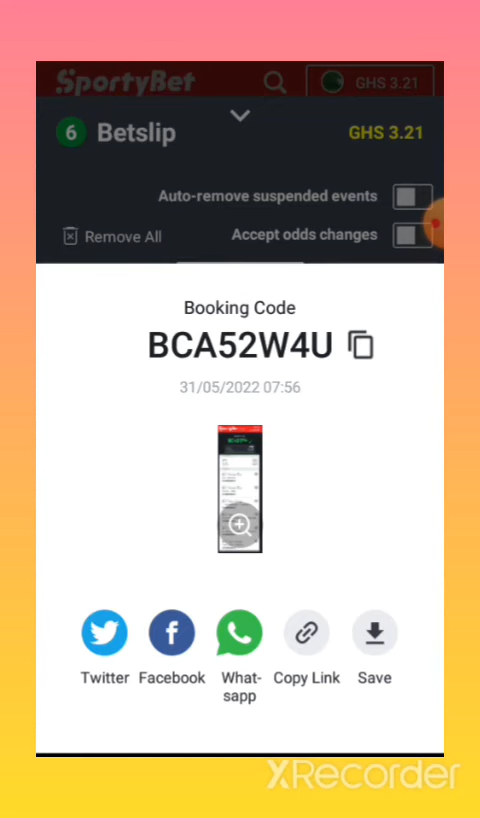 SportyBet GHS 3.21
6 Betslip GHS 3.21
Auto-remove suspended events
Remove All Accept odds changes
Booking Code
BCA52W4U
31/05/2022 07:56
Twitter Facebook What- Copy Link Save
sapp
XRecorder